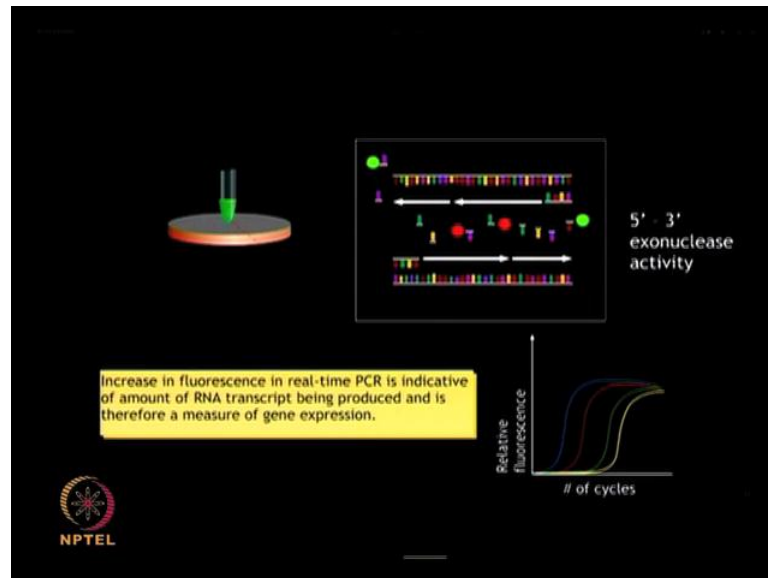 5' - 3'
exonuclease
activity
Increase in fluorescence in real-time PCR is indicative
of amount of RNA transcript being produced and is
therefore a measure of gene expression.
Relative
fluorescence
# of cycles
NPTEL